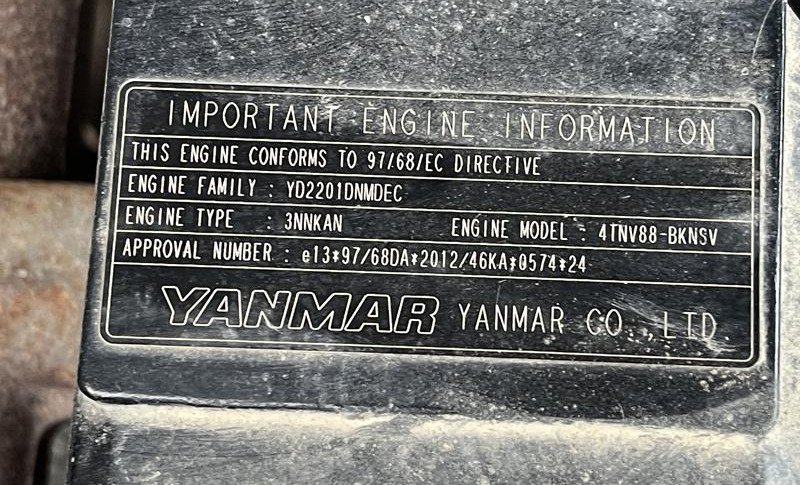 IMPORTANT ENGINE INFORMATION
THIS ENGINE CONFORMS TO 97/68/EC DIRECTIVE
ENGINE FAMILY : YD2201DNMDEC
ENGINE TYPE : 3NNKAN ENGINE MODEL : 4TNV88-BKNSV
APPROVAL NUMBER : e13*97/68DA*2012/46KA*0574*24
YANMAR YANMAR CO.,LTD.